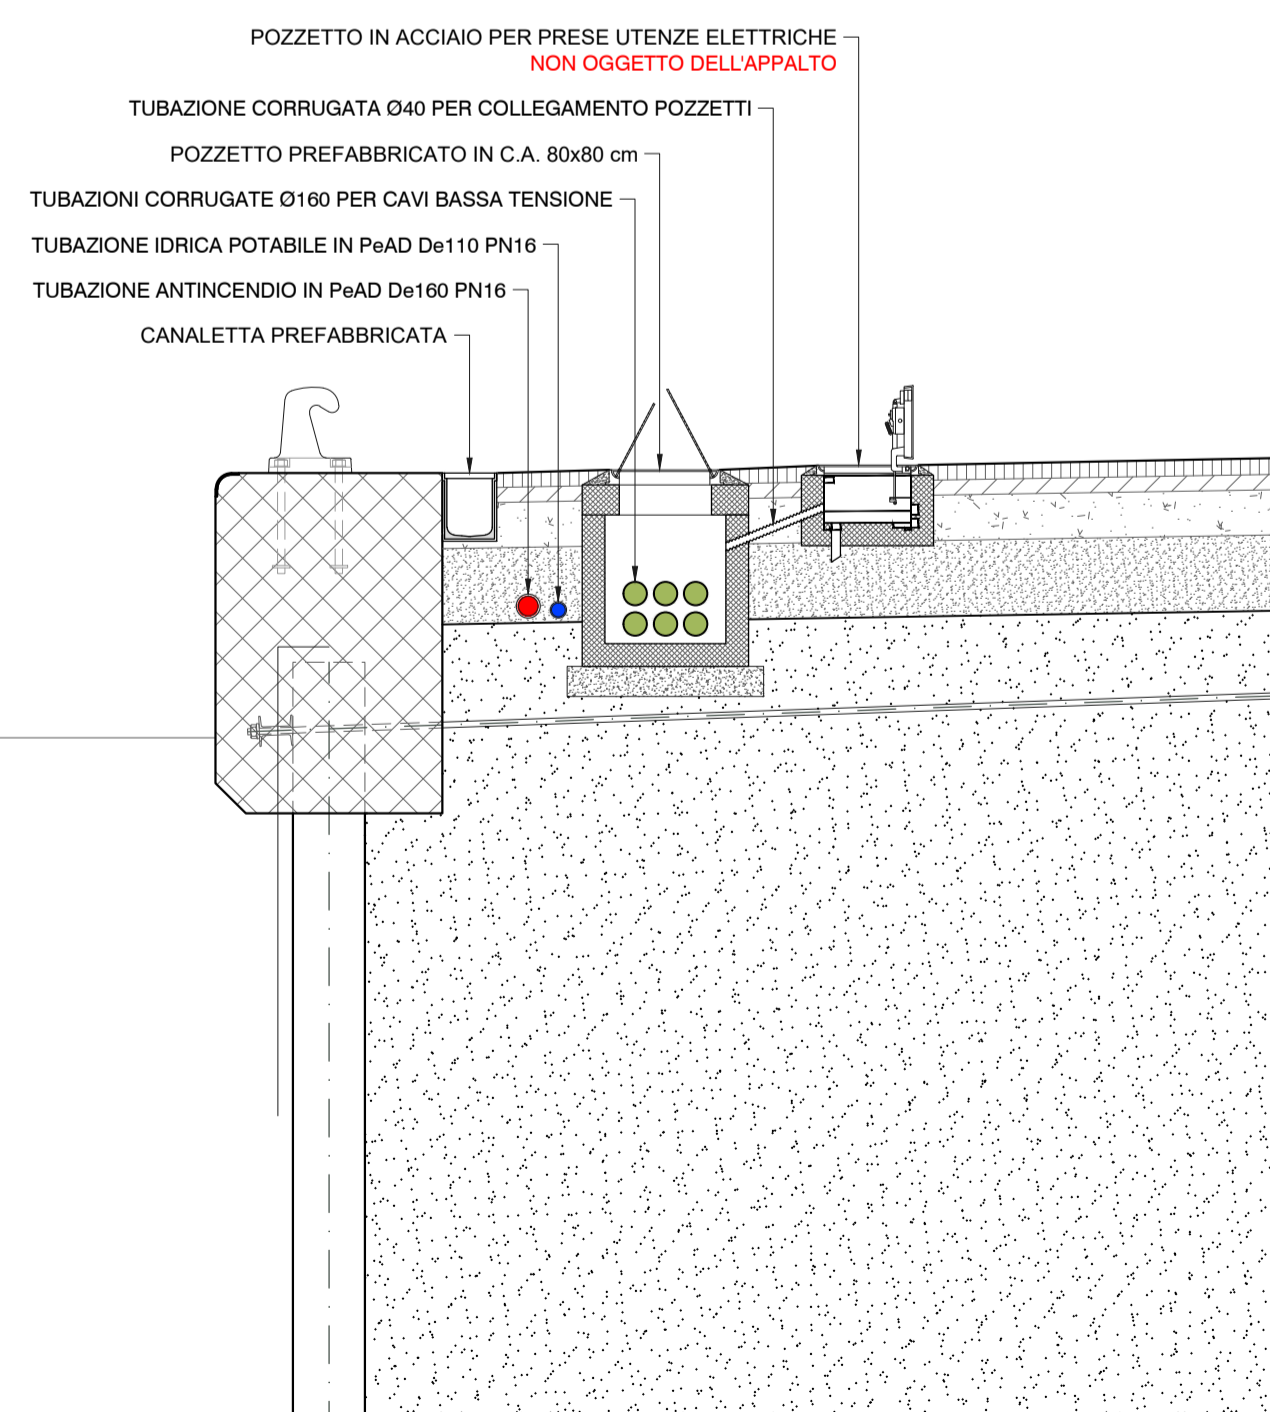 POZZETTO IN ACCIAIO PER PRESE UTENZE ELETTRICHE
NON OGGETTO DELL'APPALTO
TUBAZIONE CORRUGATA Ø40 PER COLLEGAMENTO POZZETTI
POZZETTO PREFABBRICATO IN C.A. 80x80 cm
TUBAZIONI CORRUGATE Ø160 PER CAVI BASSA TENSIONE
TUBAZIONE IDRICA POTABILE IN PeAD De110 PN16
TUBAZIONE ANTINCENDIO IN PeAD De160 PN16
CANALETTA PREFABBRICATA